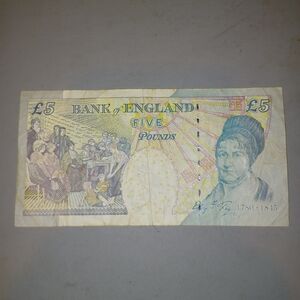 £5 BANK of ENGLAND £5
FIVE
POUNDS
1780-1845